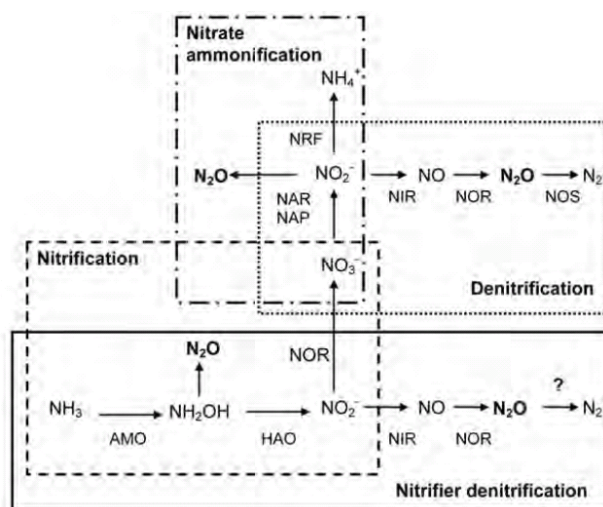 Nitrate
ammonification
NH₄⁺
NRF
N₂O NO₂⁻ NO N₂O N₂
NAR NIR NOR NOS
NAP
Nitrification
NO₃⁻
Denitrification
N₂O NOR
?
NH₃ NH₂OH NO₂⁻ NO N₂O N₂
AMO HAO NIR NOR
Nitrifier denitrification